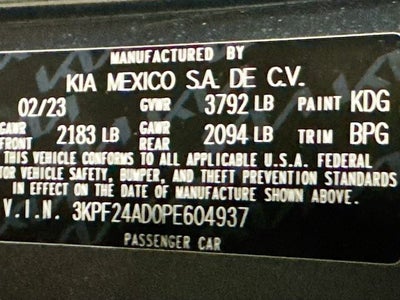 MANUFACTURED BY
KIA MEXICO S.A. DE C.V.
02/23 GVWR 3792 LB PAINT KDG
GAWR FRONT 2183 LB GAWR REAR 2094 LB TRIM BPG
THIS VEHICLE CONFORMS TO ALL APPLICABLE U.S.A. FEDERAL
OR VEHICLE SAFETY, BUMPER, AND THEFT PREVENTION STANDARDS
IN EFFECT ON THE DATE OF MANUFACTURE SHOWN ABOVE.
V.I.N. 3KPF24AD0PE604937
PASSENGER CAR